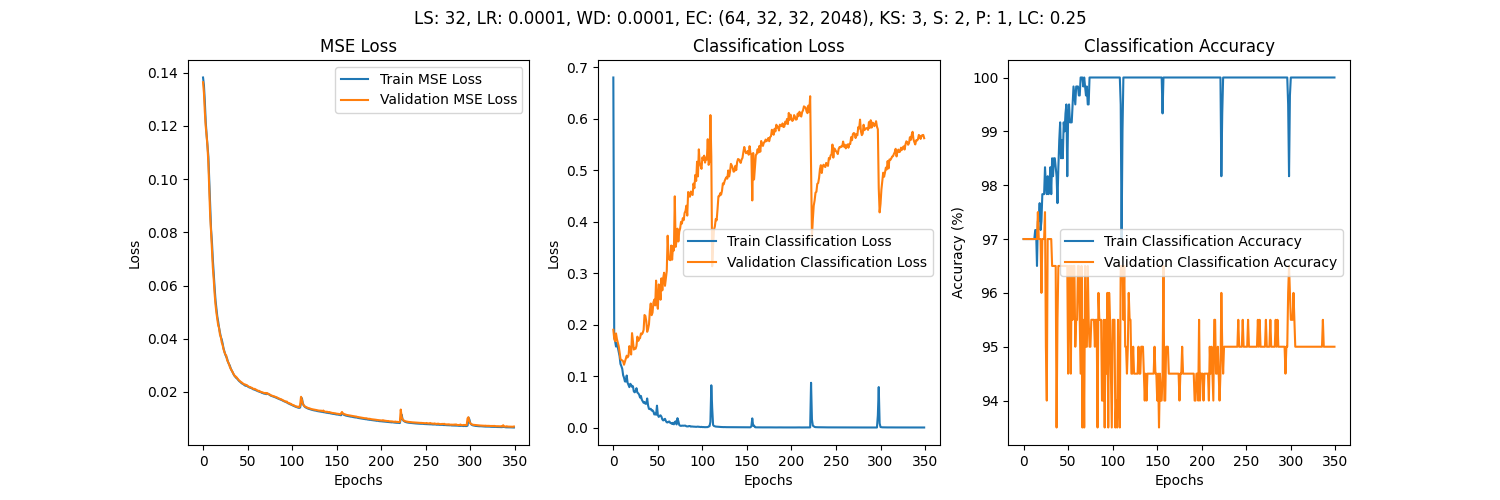 LS: 32, LR: 0.0001, WD: 0.0001, EC: (64, 32, 32, 2048), KS: 3, S: 2, P: 1, LC: 0.25
MSE Loss
Loss
0.14
0.12
0.10
0.08
0.06
0.04
0.02
Train MSE Loss
Validation MSE Loss
0 50 100 150 200 250 300 350
Epochs
Classification Loss
Loss
0.7
0.6
0.5
0.4
0.3
0.2
0.1
0.0
Train Classification Loss
Validation Classification Loss
0 50 100 150 200 250 300 350
Epochs
Classification Accuracy
Accuracy (%)
100
99
98
97
96
95
94
Train Classification Accuracy
Validation Classification Accuracy
0 50 100 150 200 250 300 350
Epochs